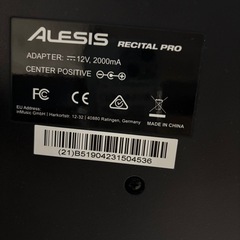 ALESIS RECITAL PRO
ADAPTER: 12V, 2000mA
CENTER POSITIVE
CE FC
EU Address:
inMusic GmbH | Harkortstr. 12-32 | 40880 Ratingen, Germany
MADE IN CHINA
(21)B51904231504536